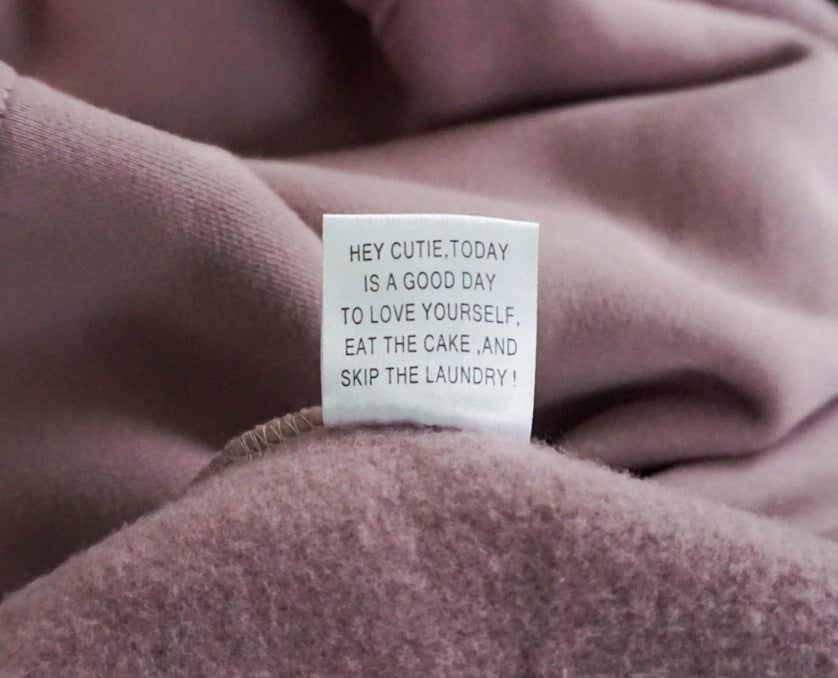 HEY CUTIE,TODAY
IS A GOOD DAY
TO LOVE YOURSELF,
EAT THE CAKE ,AND
SKIP THE LAUNDRY !